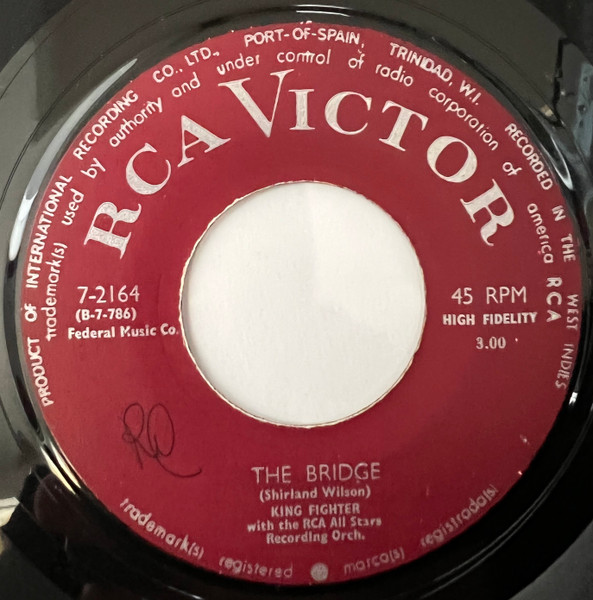 PRODUCT OF INTERNATIONAL RECORDING CO., LTD., PORT-OF-SPAIN, TRINIDAD, W.I. RECORDED IN THE WEST INDIES
trademark(s) used by authority and under control of radio corporation of america RCA
RCA VICTOR
7-2164
(B-7-786)
Federal Music Co.
45 RPM
HIGH FIDELITY
3.00
THE BRIDGE
(Shirland Wilson)
KING FIGHTER
with the RCA All Stars
Recording Orch.
trademark(s) registered marca(s) registrada(s)